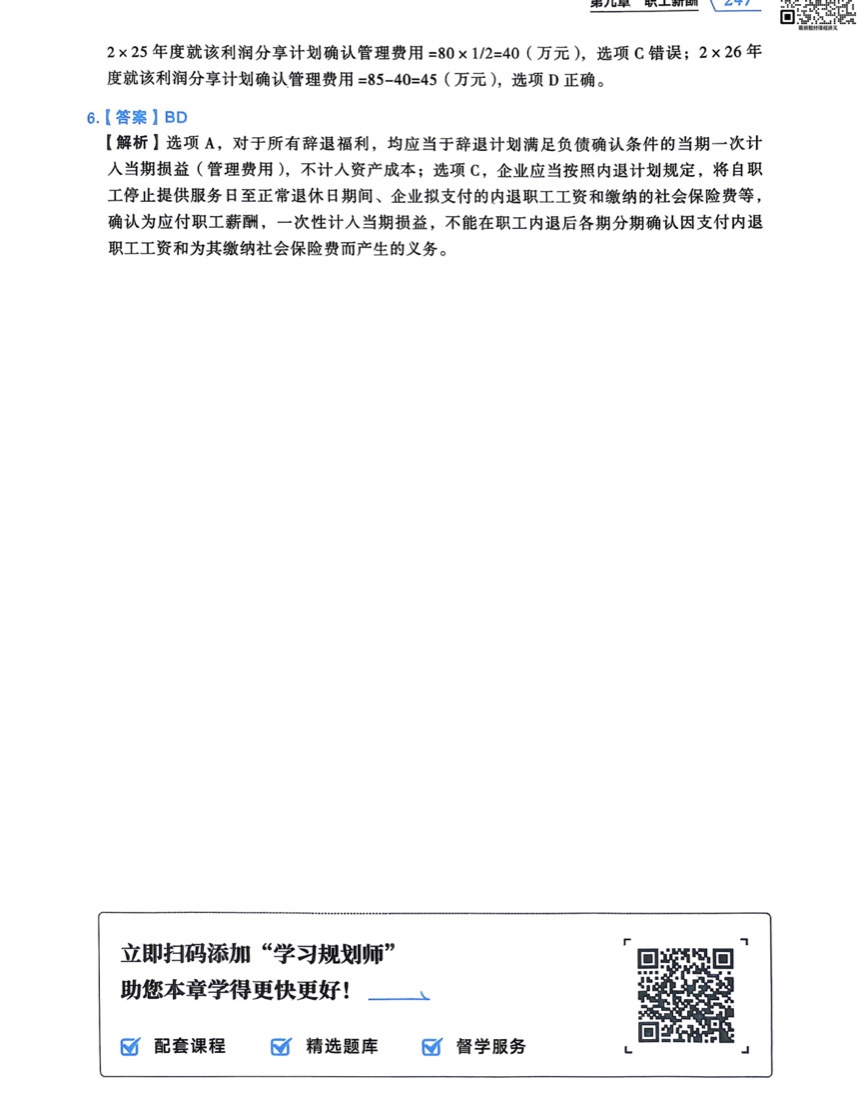 第九章 职工薪酬 247
2×25 年度就该利润分享计划确认管理费用 =80×1/2=40（万元），选项 C 错误；2×26 年
度就该利润分享计划确认管理费用 =85-40=45（万元），选项 D 正确。
6.【答案】BD
【解析】选项 A，对于所有辞退福利，均应当于辞退计划满足负债确认条件的当期一次计
入当期损益（管理费用），不计入资产成本；选项 C，企业应当按照内退计划规定，将自职
工停止提供服务日至正常退休日期间、企业拟支付的内退职工工资和缴纳的社会保险费等，
确认为应付职工薪酬，一次性计入当期损益，不能在职工内退后各期分期确认因支付内退
职工工资和为其缴纳社会保险费而产生的义务。
立即扫码添加“学习规划师”
助您本章学得更快更好！
配套课程 精选题库 督学服务